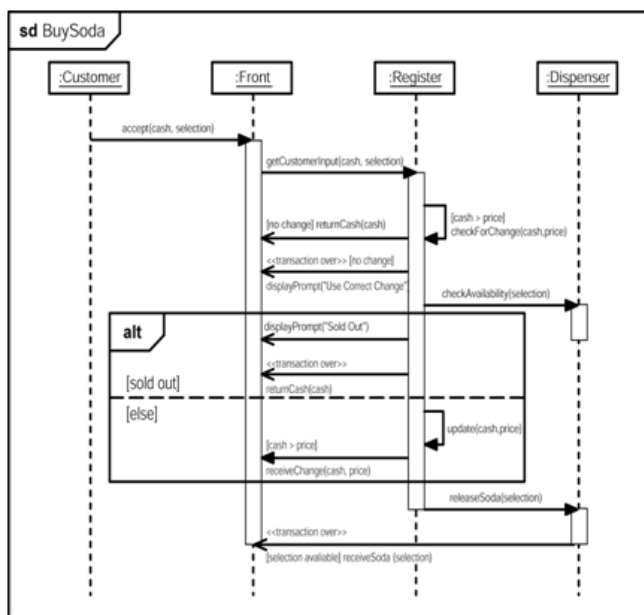 sd BuySoda
:Customer
:Front
:Register
:Dispenser
accept(cash, selection)
getCustomerInput(cash, selection)
[cash > price]
checkForChange(cash,price)
[no change] returnCash(cash)
<<transaction over>> [no change]
displayPrompt("Use Correct Change"
checkAvailability(selection)
alt
displayPrompt("Sold Out")
<<transaction over>>
[sold out]
returnCash(cash)
[else]
update(cash,price)
[cash > price]
receiveChange(cash, price)
releaseSoda(selection)
<<transaction over>>
[selection avaliable] receiveSoda (selection)